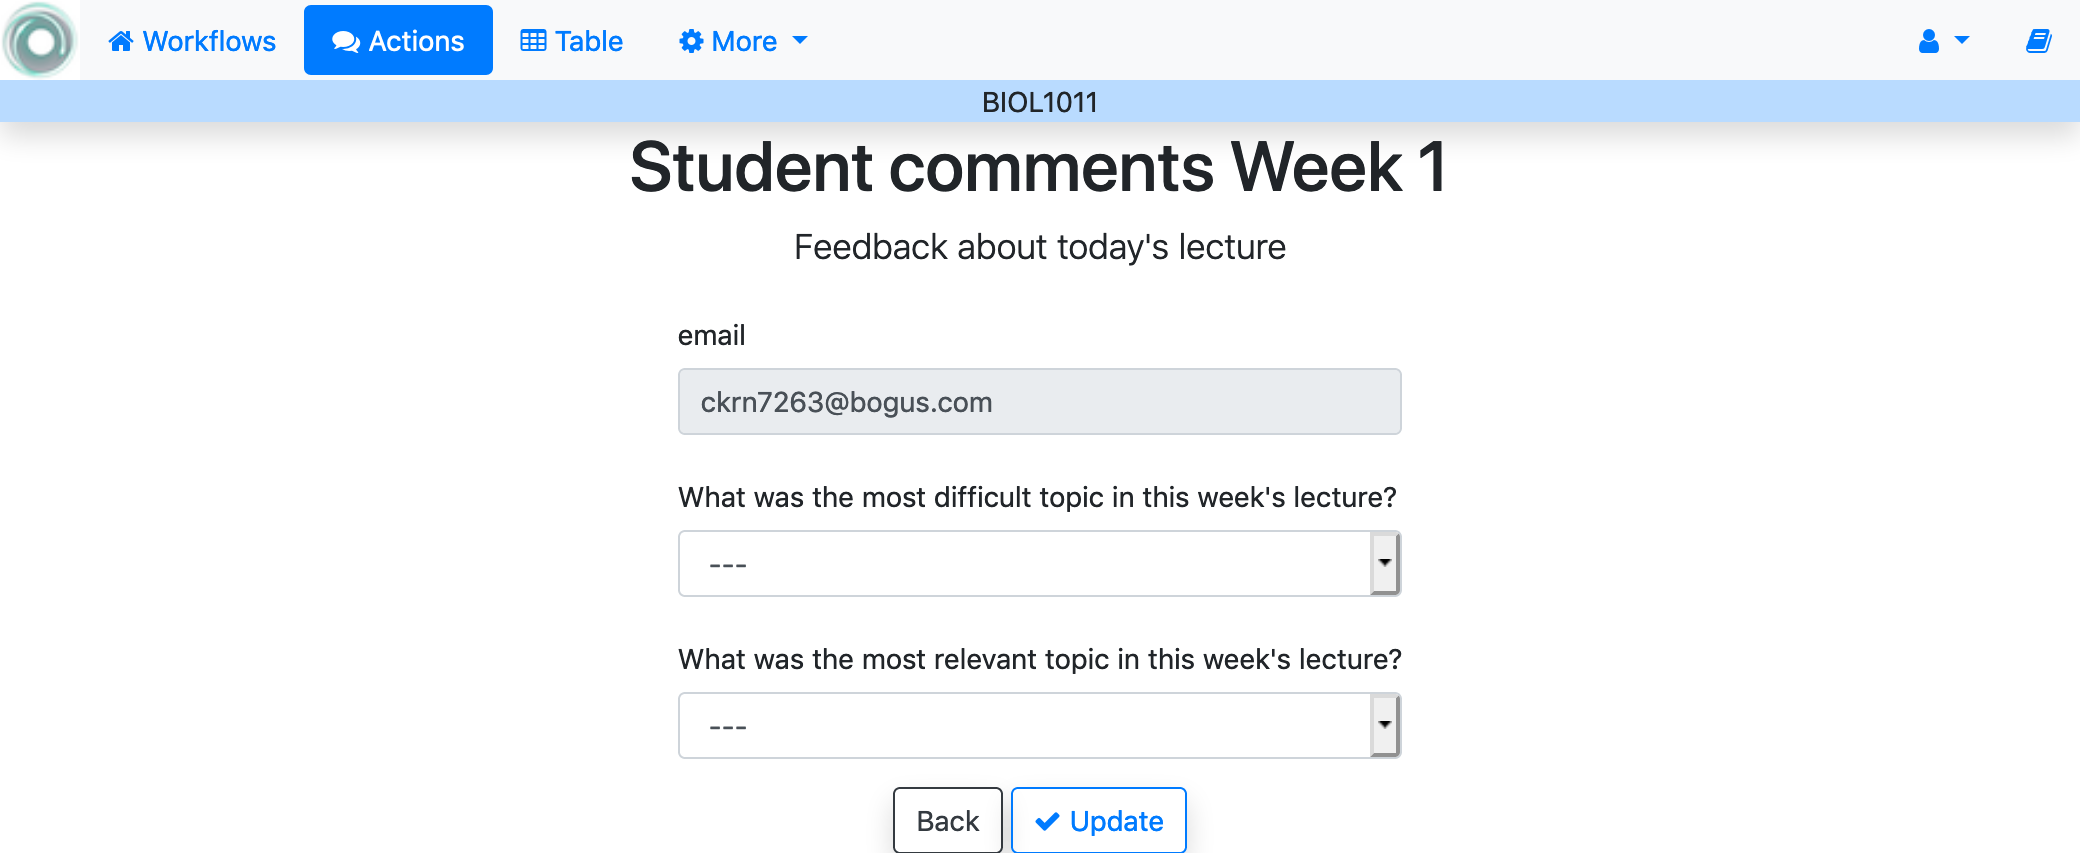 Workflows Actions Table More
BIOL1011
Student comments Week 1
Feedback about today's lecture
email
ckrn7263@bogus.com
What was the most difficult topic in this week's lecture?
---
What was the most relevant topic in this week's lecture?
---
Back Update